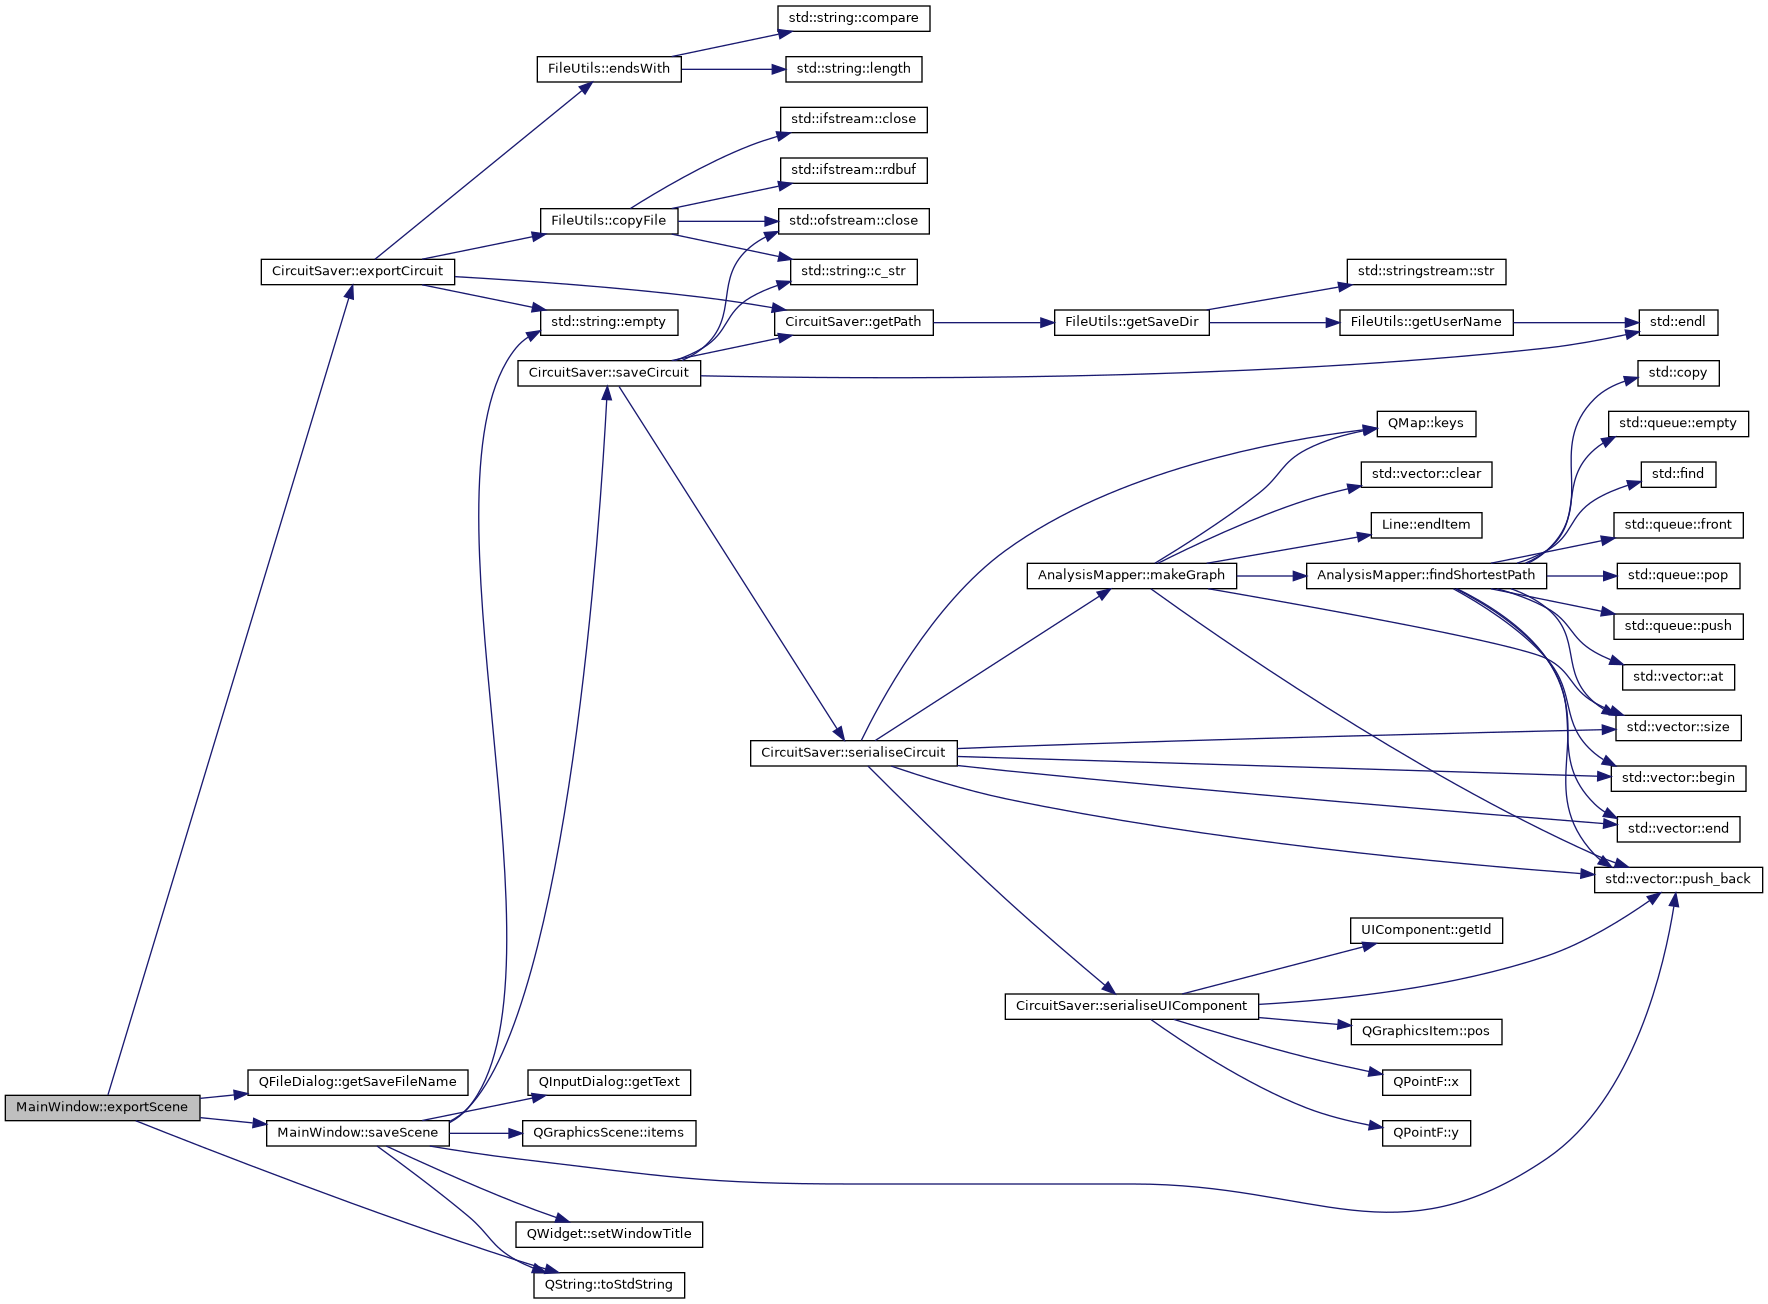 std::string::compare
FileUtils::endsWith
std::string::length
std::ifstream::close
std::ifstream::rdbuf
FileUtils::copyFile
std::ofstream::close
CircuitSaver::exportCircuit
std::string::c_str
std::stringstream::str
std::string::empty
CircuitSaver::getPath
FileUtils::getSaveDir
FileUtils::getUserName
std::endl
CircuitSaver::saveCircuit
std::copy
QMap::keys
std::queue::empty
std::vector::clear
std::find
Line::endItem
std::queue::front
AnalysisMapper::makeGraph
AnalysisMapper::findShortestPath
std::queue::pop
std::queue::push
std::vector::at
std::vector::size
CircuitSaver::serialiseCircuit
std::vector::begin
std::vector::end
std::vector::push_back
UIComponent::getId
CircuitSaver::serialiseUIComponent
QGraphicsItem::pos
QFileDialog::getSaveFileName
QInputDialog::getText
QPointF::x
MainWindow::exportScene
MainWindow::saveScene
QGraphicsScene::items
QPointF::y
QWidget::setWindowTitle
QString::toStdString